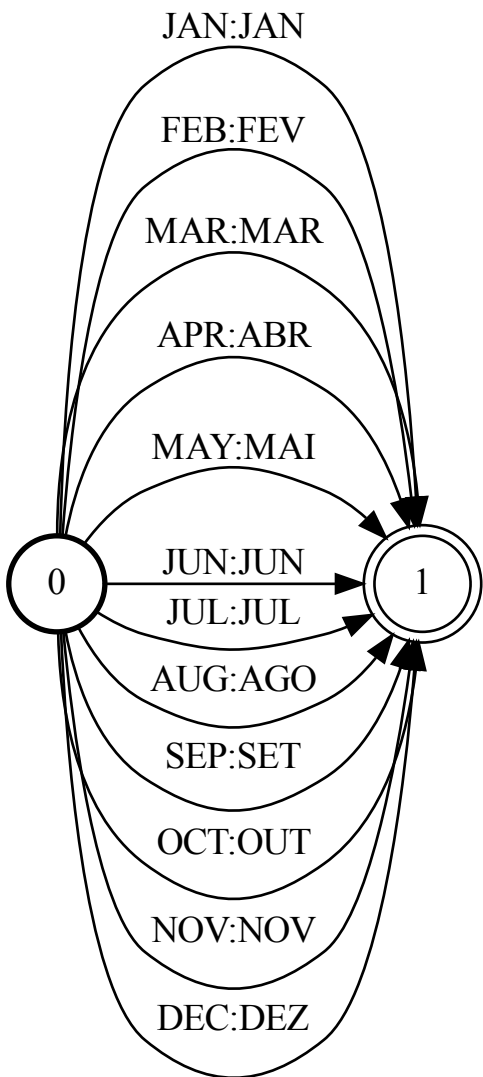 JAN:JAN
FEB:FEV
MAR:MAR
APR:ABR
MAY:MAI
0
JUN:JUN
1
JUL:JUL
AUG:AGO
SEP:SET
OCT:OUT
NOV:NOV
DEC:DEZ